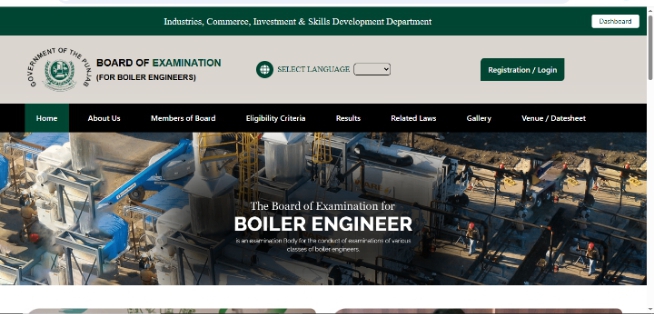 Industries, Commerce, Investment & Skills Development Department
Dashboard
GOVERNMENT OF THE PUNJAB
BOARD OF EXAMINATION
(FOR BOILER ENGINEERS)
SELECT LANGUAGE
Registration / Login
Home
About Us
Members of Board
Eligibility Criteria
Results
Related Laws
Gallery
Venue / Datesheet
The Board of Examination for
BOILER ENGINEER
is an examination Body for the conduct of examinations of various
classes of boiler engineers.